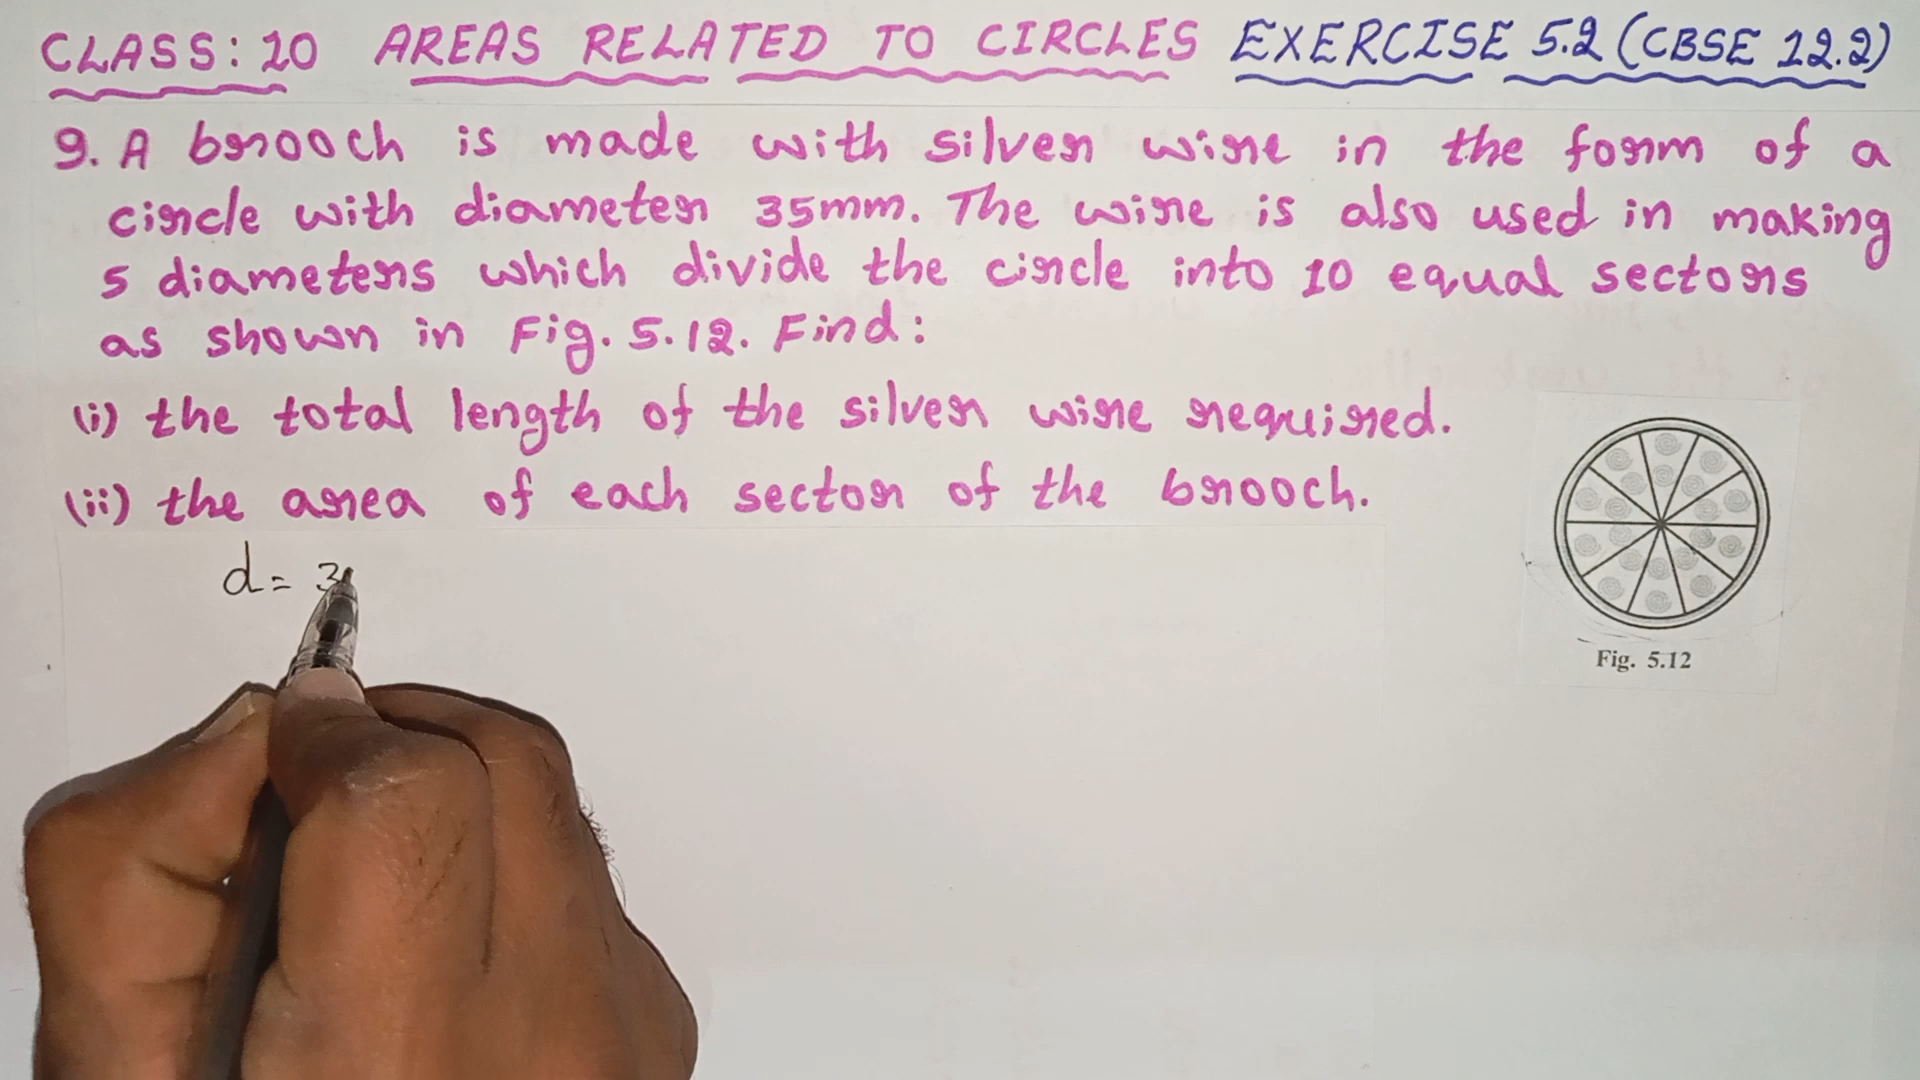 CLASS: 10 AREAS RELATED TO CIRCLES EXERCISE 5.2 (CBSE 12.2)
9. A brooch is made with silver wire in the form of a
circle with diameter 35mm. The wire is also used in making
5 diameters which divide the circle into 10 equal sectors
as shown in Fig. 5.12. Find:
(i) the total length of the silver wire required.
(ii) the area of each sector of the brooch.
d= 3
Fig. 5.12